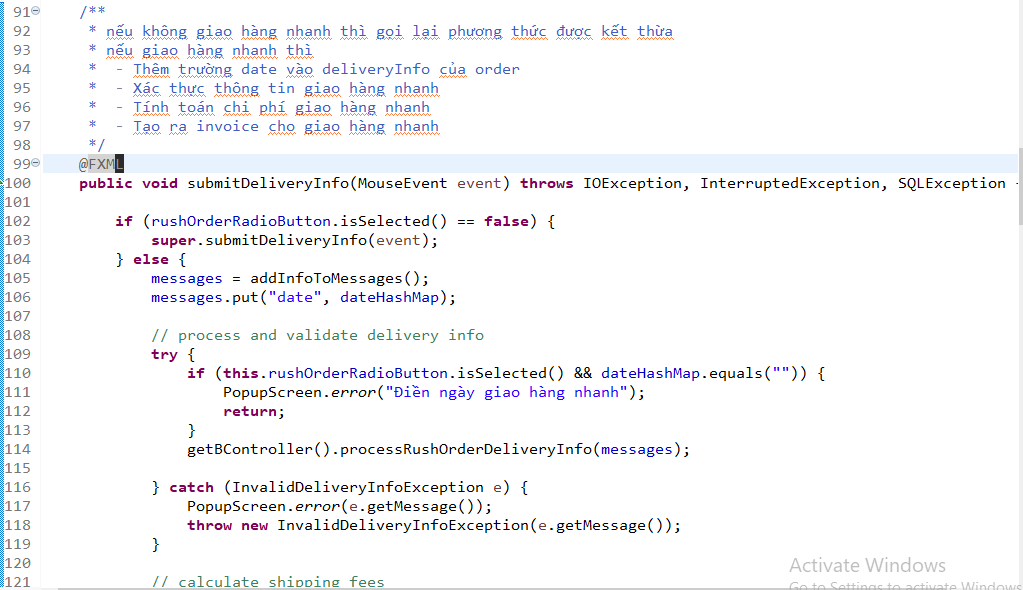 91 /**
92 * nếu không giao hàng nhanh thì gọi lại phương thức được kết thừa
93 * nếu giao hàng nhanh thì
94 * - Thêm trường date vào deliveryInfo của order
95 * - Xác thực thông tin giao hàng nhanh
96 * - Tính toán chi phí giao hàng nhanh
97 * - Tạo ra invoice cho giao hàng nhanh
98 */
99 @FXML
100 public void submitDeliveryInfo(MouseEvent event) throws IOException, InterruptedException, SQLException
101
102 if (rushOrderRadioButton.isSelected() == false) {
103 super.submitDeliveryInfo(event);
104 } else {
105 messages = addInfoToMessages();
106 messages.put("date", dateHashMap);
107
108 // process and validate delivery info
109 try {
110 if (this.rushOrderRadioButton.isSelected() && dateHashMap.equals("")) {
111 PopupScreen.error("Điền ngày giao hàng nhanh");
112 return;
113 }
114 getBController().processRushOrderDeliveryInfo(messages);
115
116 } catch (InvalidDeliveryInfoException e) {
117 PopupScreen.error(e.getMessage());
118 throw new InvalidDeliveryInfoException(e.getMessage());
119 }
120
121 // calculate shipping fees
Activate Windows
Go to Settings to activate Windows